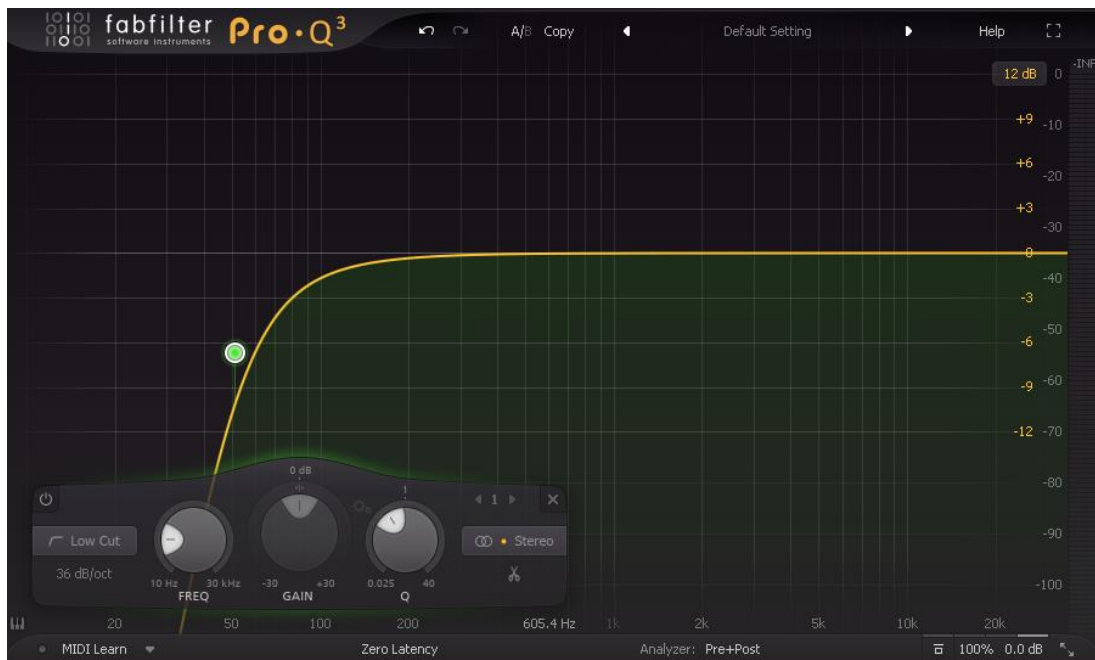 fabfilter
software instruments
Pro·Q³
A/B Copy
Default Setting
Help
12 dB
0
-INF
+9
-10
+6
-20
+3
-30
0
-40
-3
-50
-6
-9
-60
-12
-70
-80
-90
-100
0 dB
1
1
Low Cut
Stereo
36 dB/oct
10 Hz 30 kHz
-30 +30
0.025 40
FREQ
GAIN
Q
20 50 100 200 605.4 Hz 1k 2k 5k 10k 20k
MIDI Learn
Zero Latency
Analyzer: Pre+Post
100% 0.0 dB